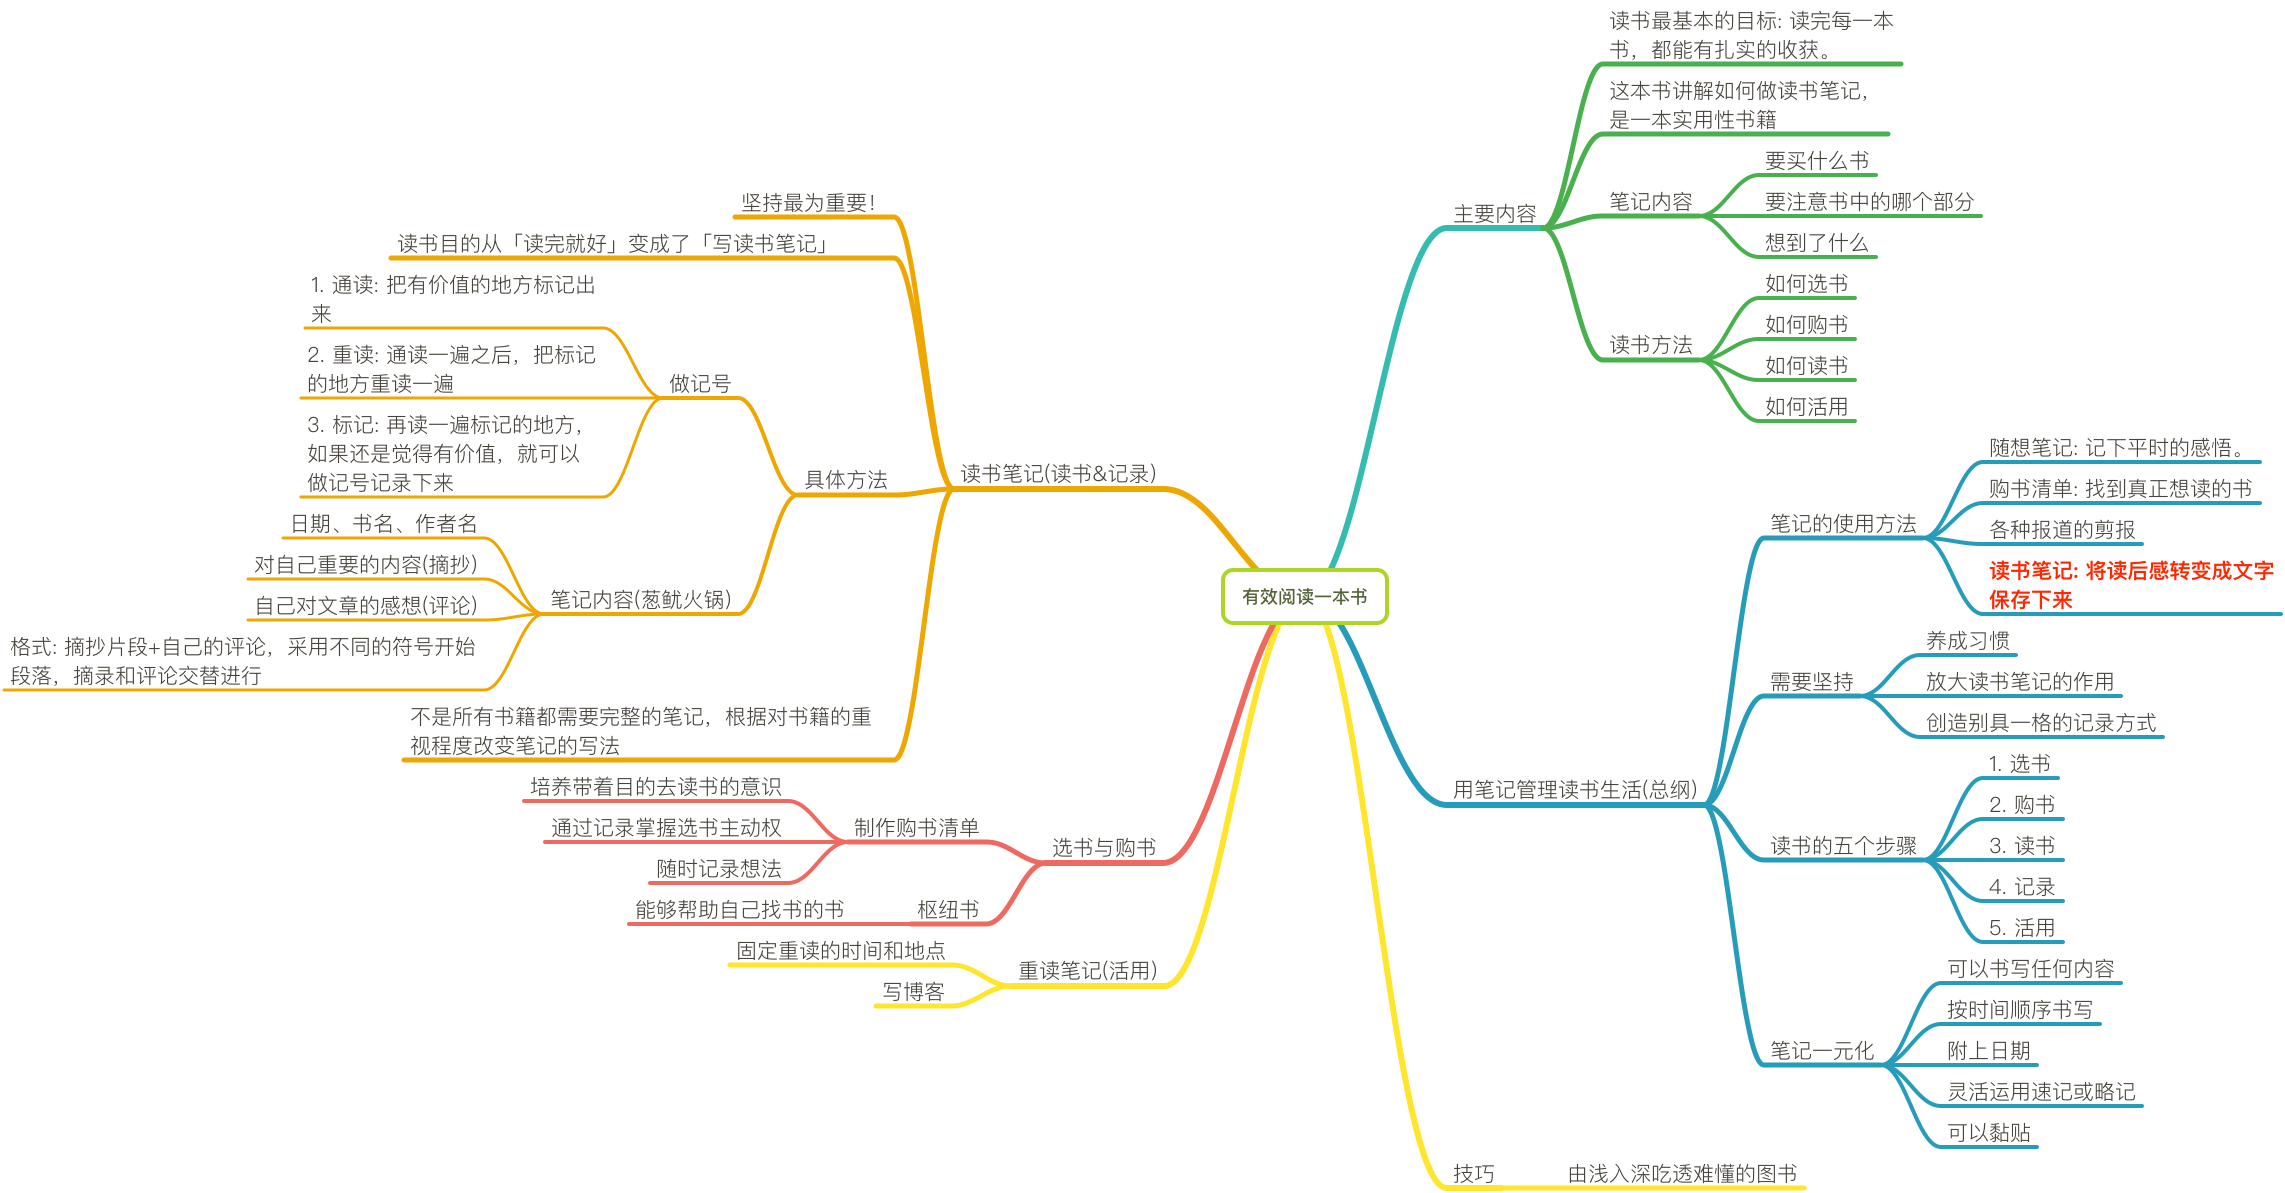 有效阅读一本书
主要内容
读书最基本的目标: 读完每一本
书，都能有扎实的收获。
这本书讲解如何做读书笔记，
是一本实用性书籍
笔记内容
要买什么书
要注意书中的哪个部分
想到了什么
读书方法
如何选书
如何购书
如何读书
如何活用
用笔记管理读书生活(总纲)
笔记的使用方法
随想笔记: 记下平时的感悟。
购书清单: 找到真正想读的书
各种报道的剪报
读书笔记: 将读后感转变成文字
保存下来
需要坚持
养成习惯
放大读书笔记的作用
创造别具一格的记录方式
读书的五个步骤
1. 选书
2. 购书
3. 读书
4. 记录
5. 活用
笔记一元化
可以书写任何内容
按时间顺序书写
附上日期
灵活运用速记或略记
可以黏贴
技巧
由浅入深吃透难懂的图书
读书笔记(读书&记录)
坚持最为重要！
读书目的从「读完就好」变成了「写读书笔记」
具体方法
做记号
1. 通读: 把有价值的地方标记出
来
2. 重读: 通读一遍之后，把标记
的地方重读一遍
3. 标记: 再读一遍标记的地方，
如果还是觉得有价值，就可以
做记号记录下来
笔记内容(葱鱿火锅)
日期、书名、作者名
对自己重要的内容(摘抄)
自己对文章的感想(评论)
格式: 摘抄片段+自己的评论，采用不同的符号开始
段落，摘录和评论交替进行
不是所有书籍都需要完整的笔记，根据对书籍的重
视程度改变笔记的写法
选书与购书
制作购书清单
培养带着目的去读书的意识
通过记录掌握选书主动权
随时记录想法
枢纽书
能够帮助自己找书的书
重读笔记(活用)
固定重读的时间和地点
写博客